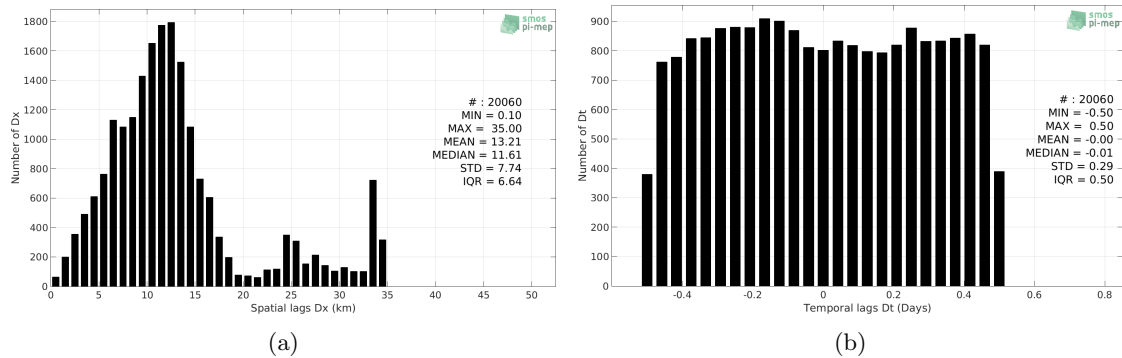 smos
pi-mep
Number of Dx
1800
1600
1400
1200
1000
800
600
400
200
0
# : 20060
MIN = 0.10
MAX = 35.00
MEAN = 13.21
MEDIAN = 11.61
STD = 7.74
IQR = 6.64
0 5 10 15 20 25 30 35 40 45 50
Spatial lags Dx (km)
(a)
smos
pi-mep
Number of Dt
900
800
700
600
500
400
300
200
100
0
# : 20060
MIN = -0.50
MAX = 0.50
MEAN = -0.00
MEDIAN = -0.01
STD = 0.29
IQR = 0.50
-0.4 -0.2 0 0.2 0.4 0.6 0.8
Temporal lags Dt (Days)
(b)